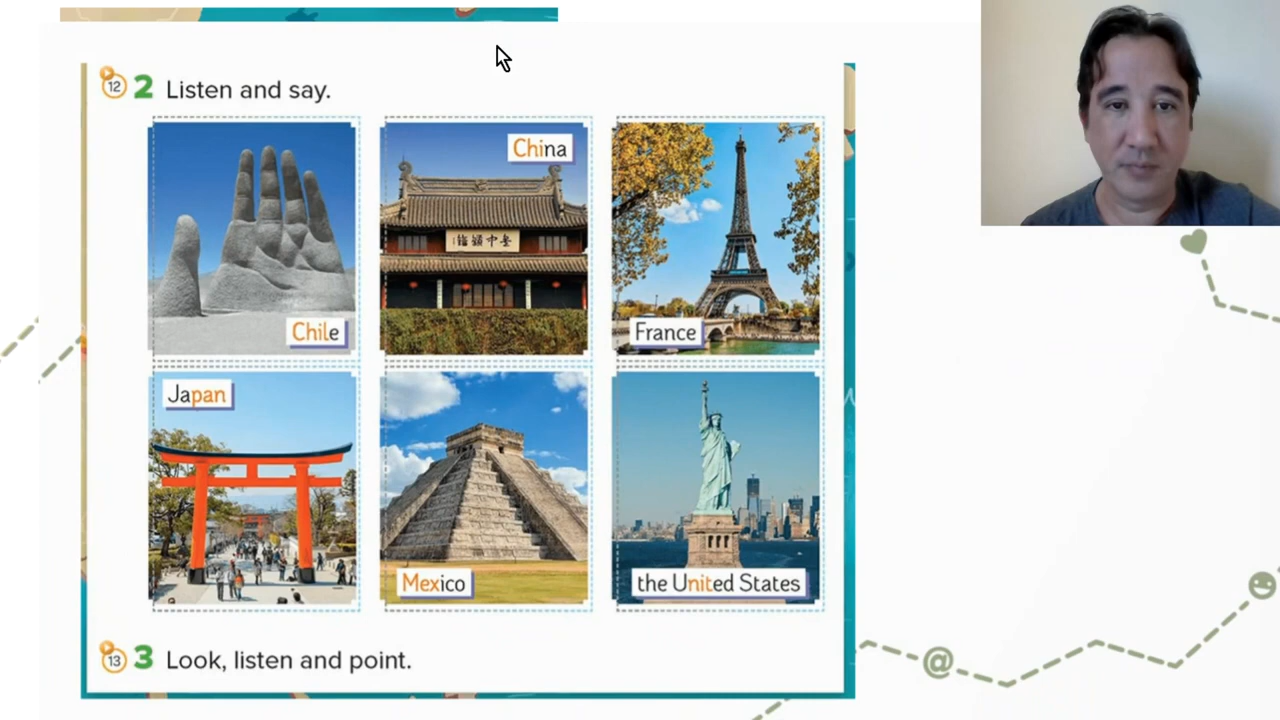 12 2 Listen and say.
China
Chile
France
Japan
Mexico
the United States
13 3 Look, listen and point.
@